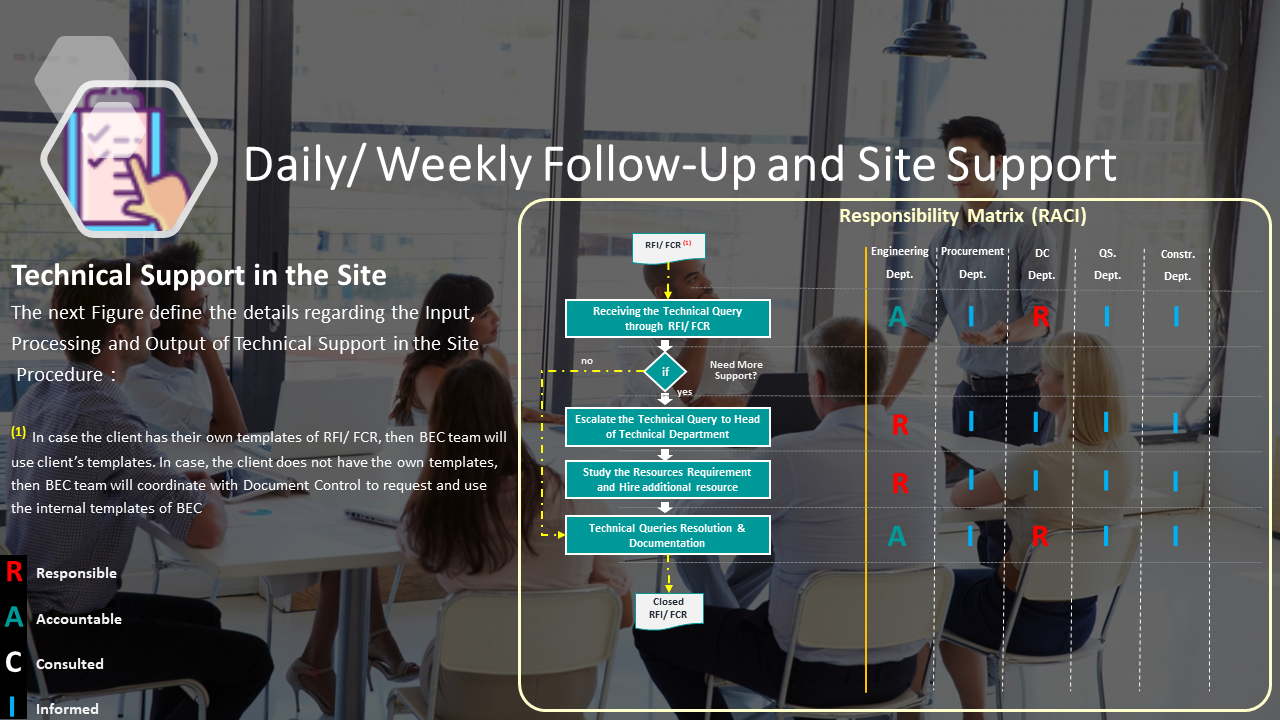 Daily/ Weekly Follow-Up and Site Support
Technical Support in the Site
The next Figure define the details regarding the Input,
Processing and Output of Technical Support in the Site
Procedure :
(1) In case the client has their own templates of RFI/ FCR, then BEC team will
use client's templates. In case, the client does not have the own templates,
then BEC team will coordinate with Document Control to request and use
the internal templates of BEC
R Responsible
A Accountable
C Consulted
I Informed
Responsibility Matrix (RACI)
RFI/ FCR (1)
Engineering
Dept.
Procurement
Dept.
DC
Dept.
QS.
Dept.
Constr.
Dept.
Receiving the Technical Query
through RFI/ FCR
A I R I I
no
if
Need More
Support?
yes
Escalate the Technical Query to Head
of Technical Department
R I I I I
Study the Resources Requirement
and Hire additional resource
R I I I I
Technical Queries Resolution &
Documentation
A I R I I
Closed
RFI/ FCR